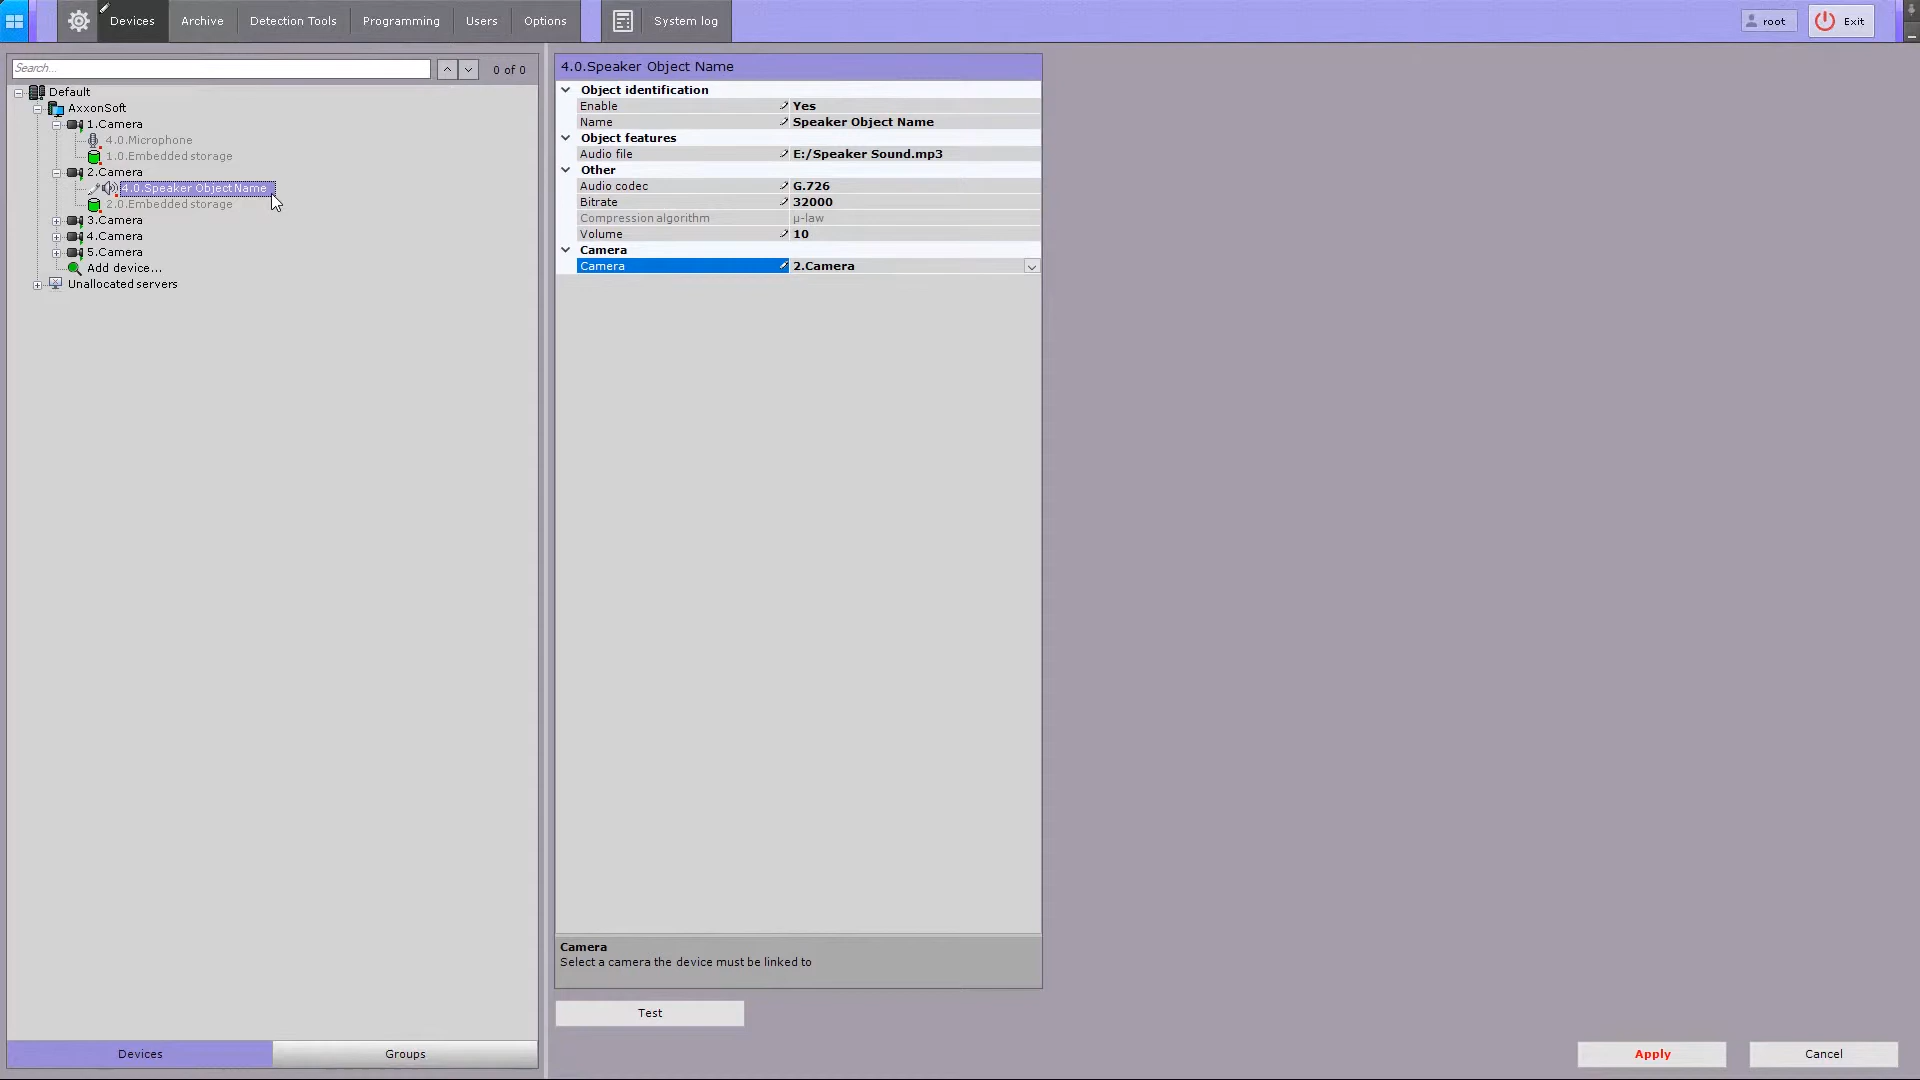 Devices Archive Detection Tools Programming Users Options System log root Exit
Search... 0 of 0
Default
AxxonSoft
1.Camera
4.0.Microphone
1.0.Embedded storage
2.Camera
4.0.Speaker Object Name
2.0.Embedded storage
3.Camera
4.Camera
5.Camera
Add device...
Unallocated servers
4.0.Speaker Object Name
Object identification
Enable Yes
Name Speaker Object Name
Object features
Audio file E:/Speaker Sound.mp3
Other
Audio codec G.726
Bitrate 32000
Compression algorithm µ-law
Volume 10
Camera
Camera 2.Camera
Camera
Select a camera the device must be linked to
Test
Devices Groups
Apply Cancel